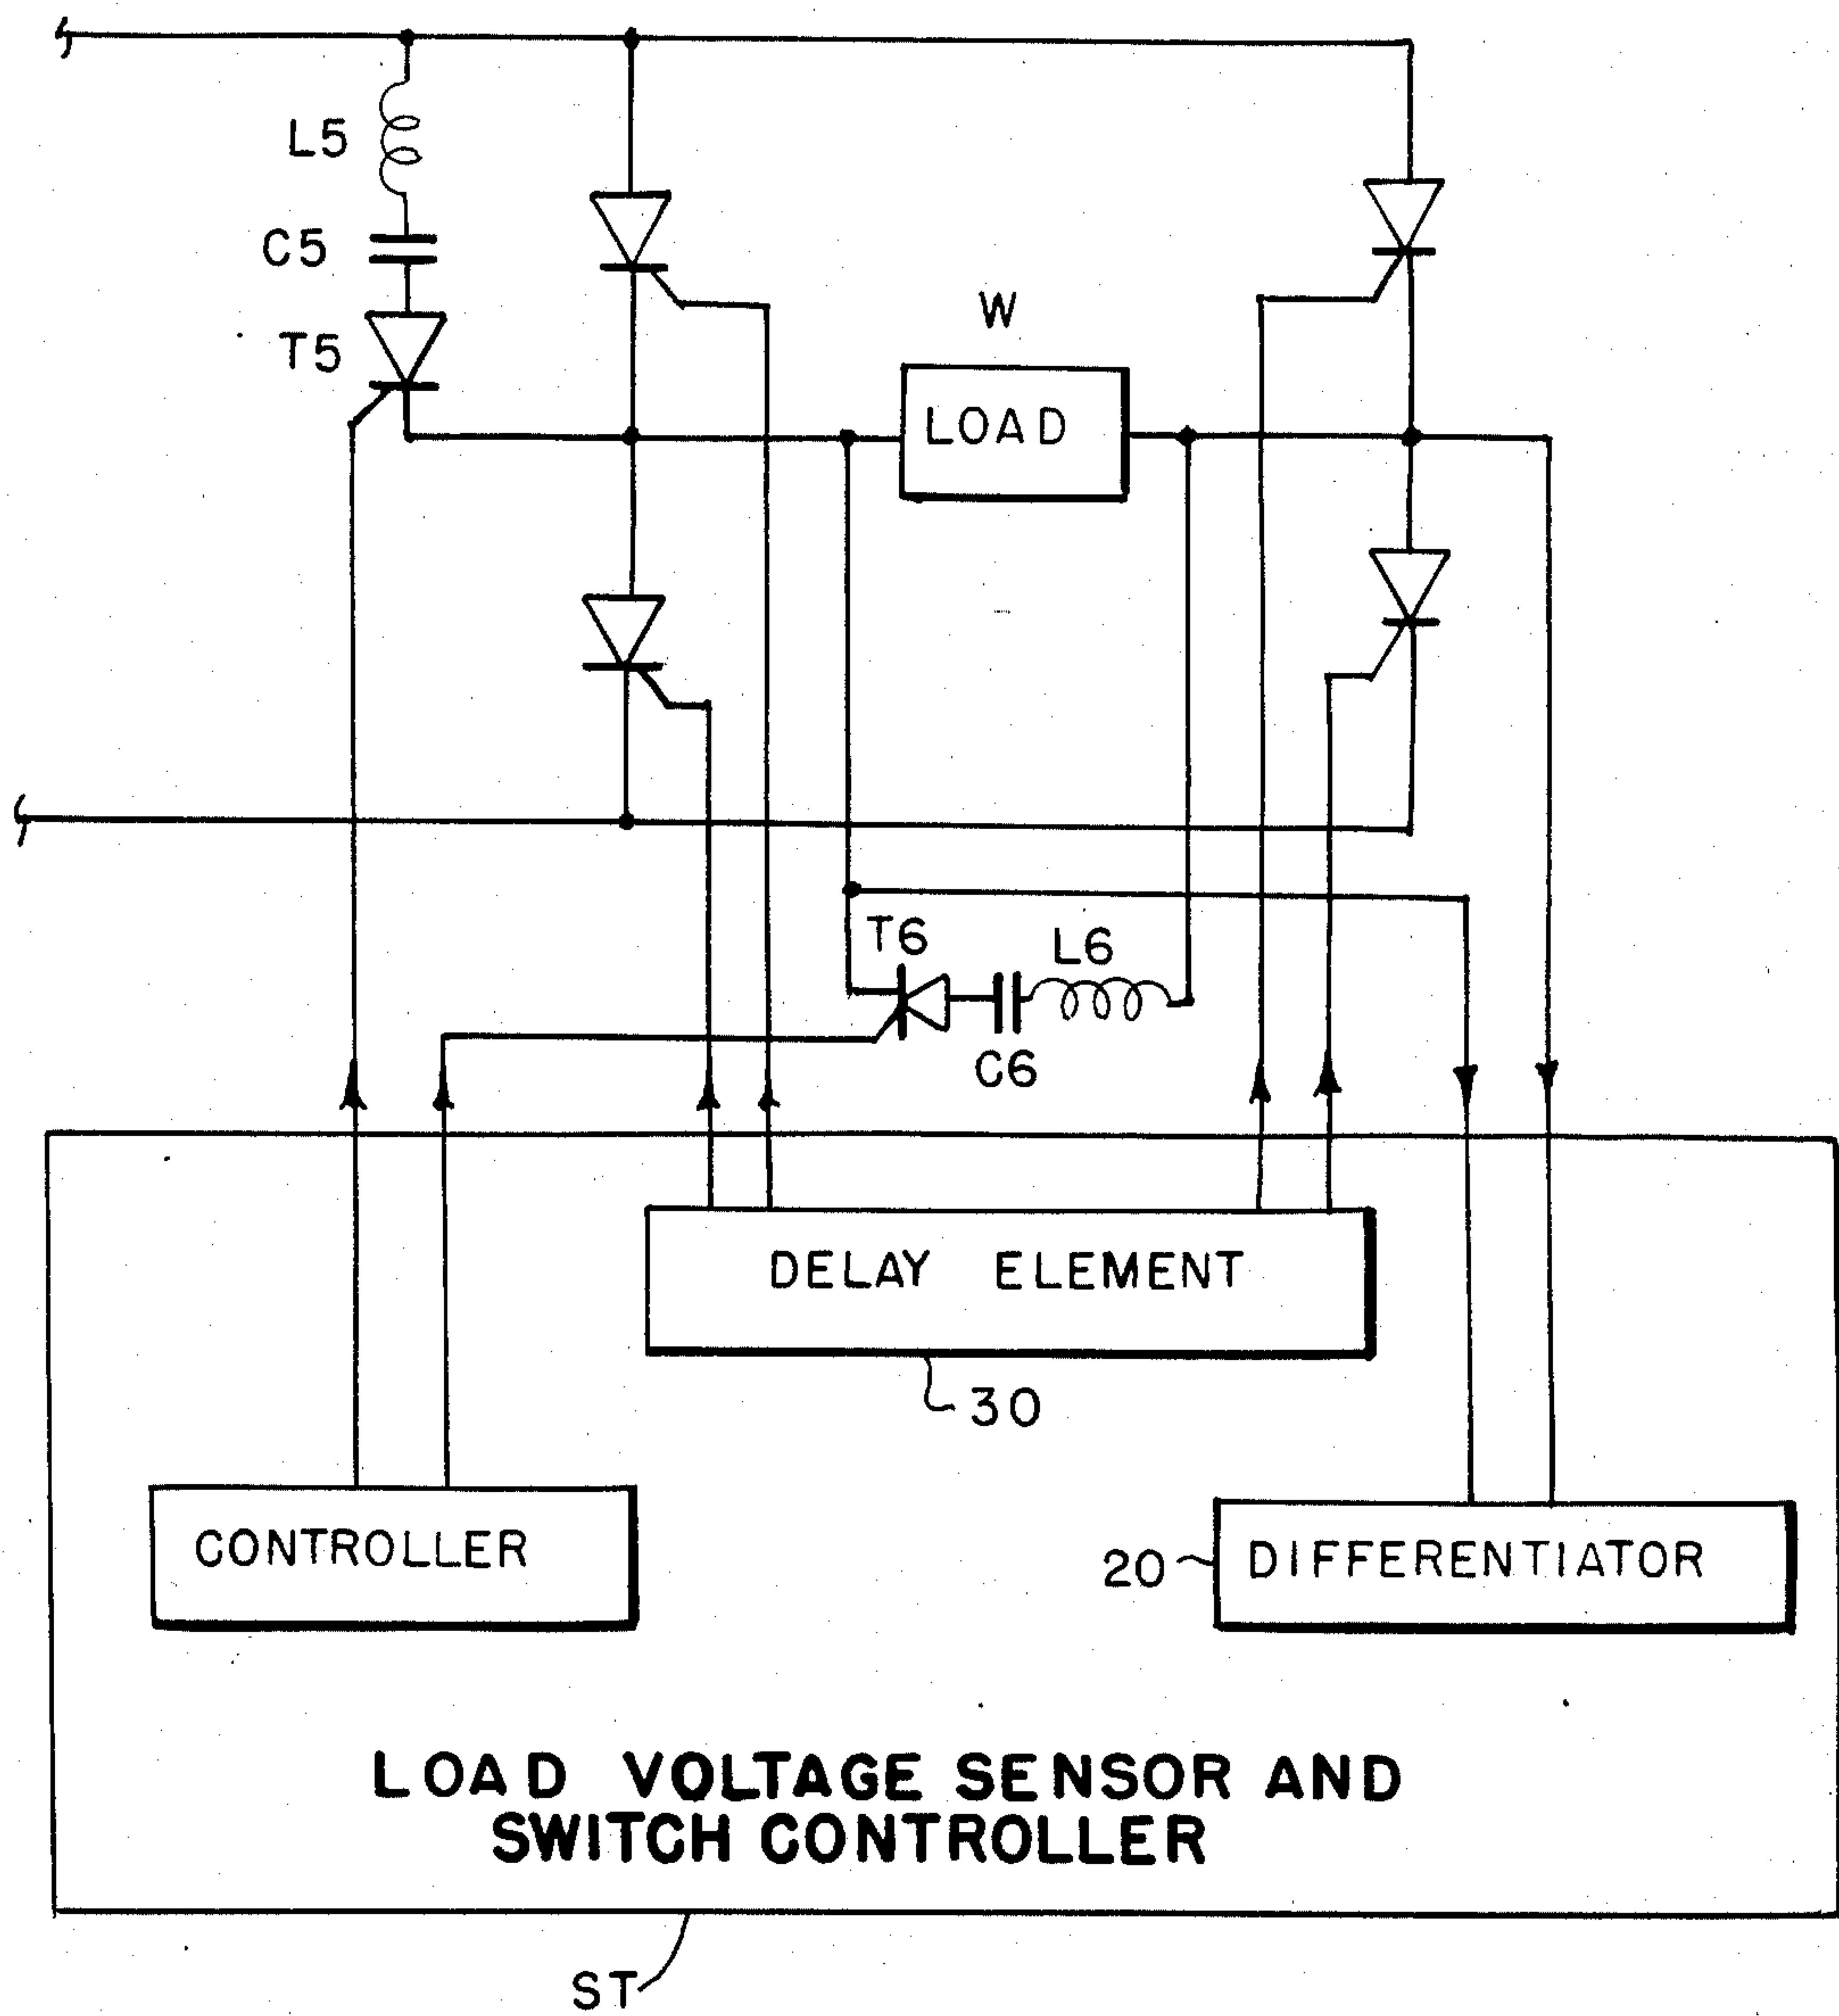 L5
C5
T5
W
LOAD
T6
L6
C6
DELAY ELEMENT
30
CONTROLLER
20
DIFFERENTIATOR
LOAD VOLTAGE SENSOR AND
SWITCH CONTROLLER
ST